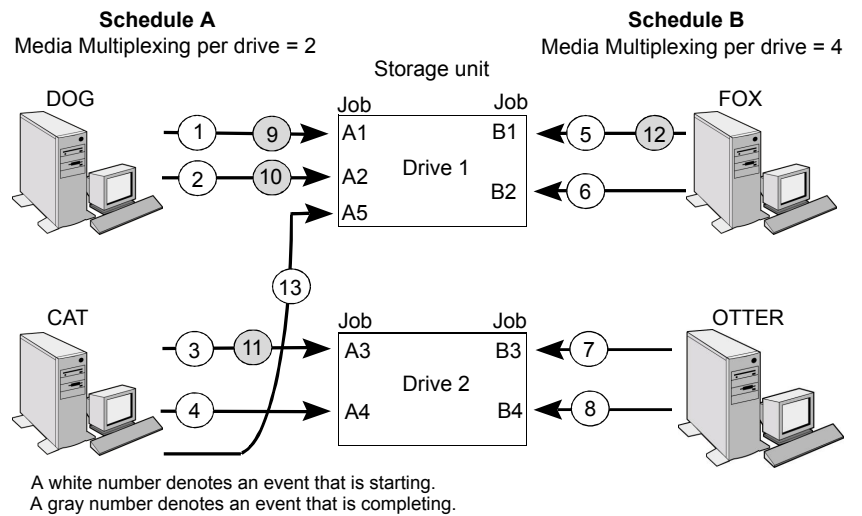 Schedule A
Media Multiplexing per drive = 2
Schedule B
Media Multiplexing per drive = 4
Storage unit
DOG
Job
Job
FOX
1
9
A1
B1
5
12
Drive 1
2
10
A2
B2
6
A5
13
CAT
Job
Job
OTTER
3
11
A3
B3
7
Drive 2
4
A4
B4
8
A white number denotes an event that is starting.
A gray number denotes an event that is completing.